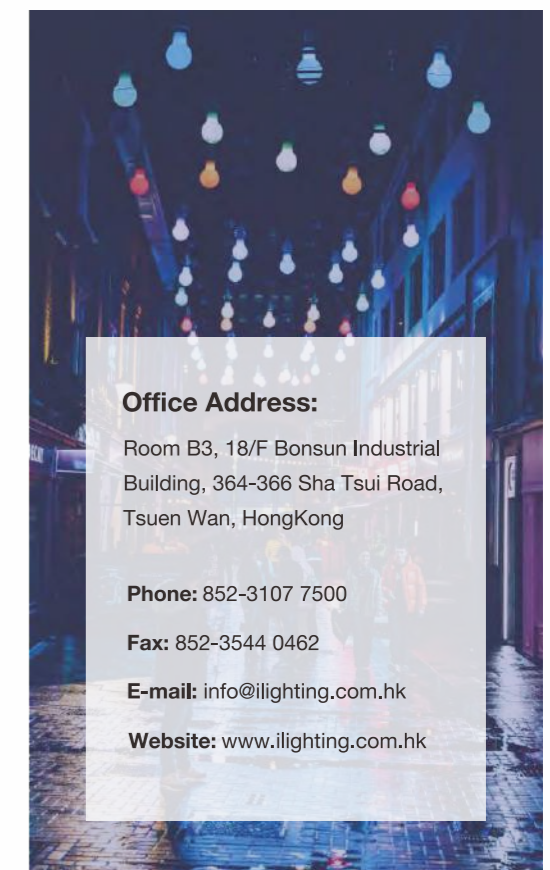 Office Address:
Room B3, 18/F Bonsun Industrial
Building, 364-366 Sha Tsui Road,
Tsuen Wan, HongKong
Phone: 852-3107 7500
Fax: 852-3544 0462
E-mail: info@ilighting.com.hk
Website: www.ilighting.com.hk